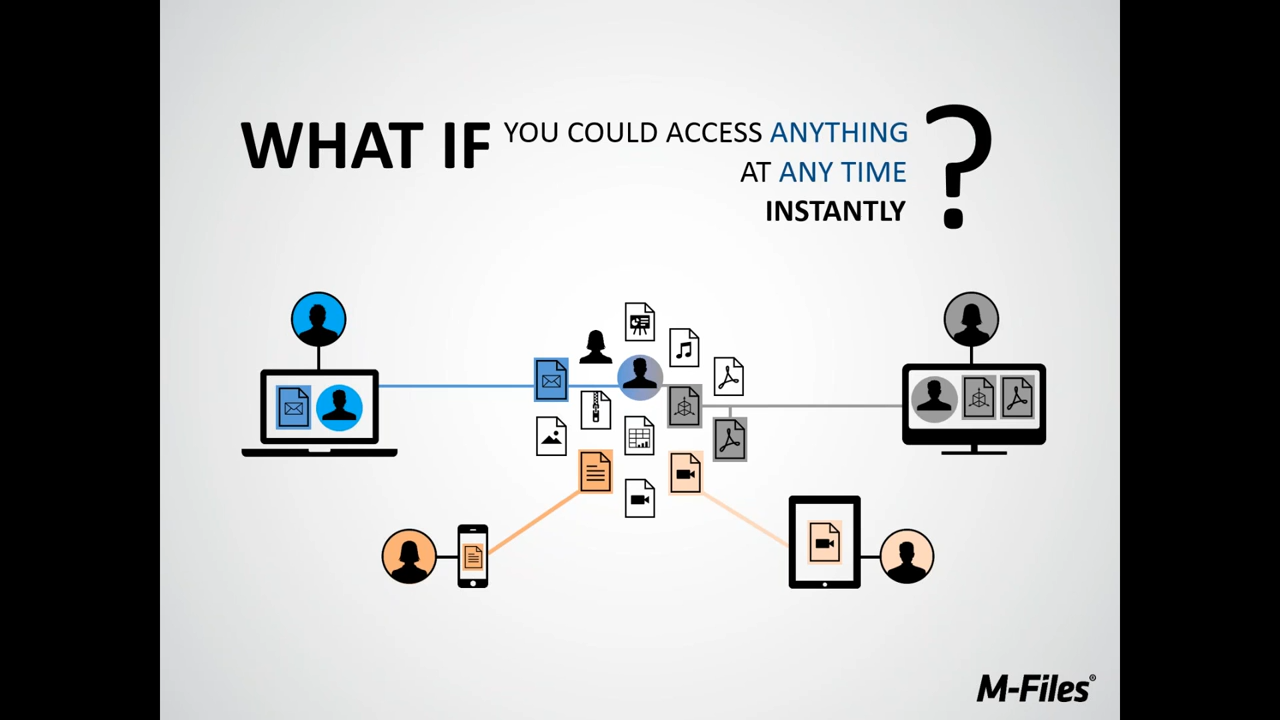 WHAT IF YOU COULD ACCESS ANYTHING
AT ANY TIME
INSTANTLY
?
M-Files®